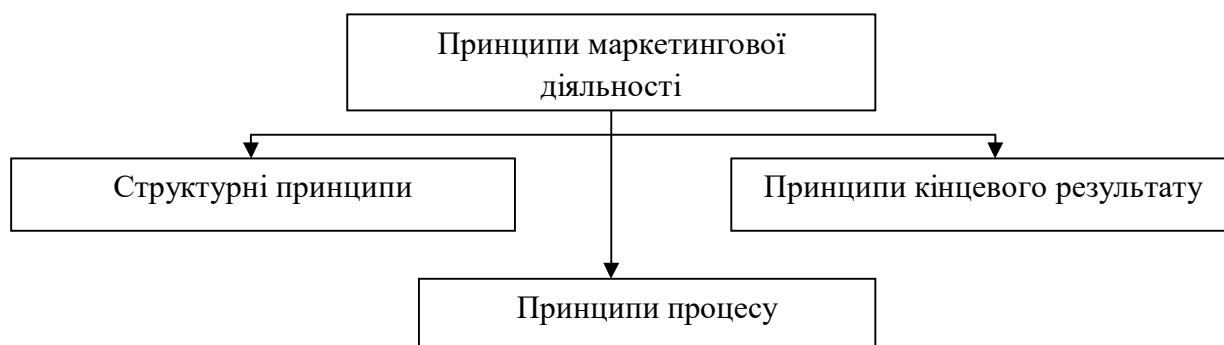 Принципи маркетингової
діяльності
Структурні принципи
Принципи кінцевого результату
Принципи процесу